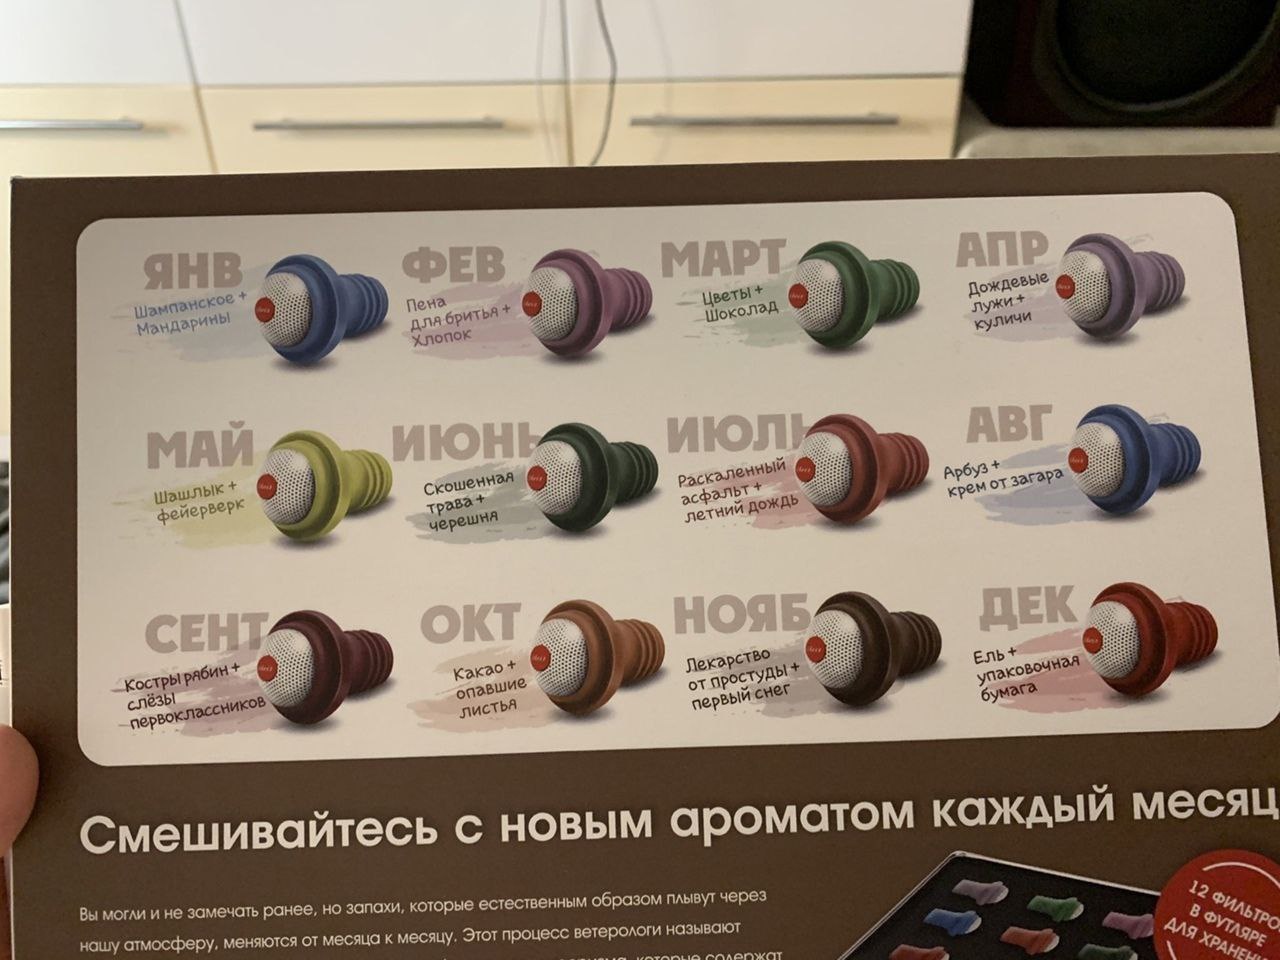 ЯНВ
Шампанское +
Мандарины
ФЕВ
Пена
для бритья +
Хлопок
МАРТ
Цветы +
Шоколад
АПР
Дождевые
лужи +
куличи
МАЙ
Шашлык +
фейерверк
ИЮНЬ
Скошенная
трава +
черешня
ИЮЛЬ
Раскаленный
асфальт +
летний дождь
АВГ
Арбуз +
крем от загара
СЕНТ
Костры рябин +
слёзы
первоклассников
ОКТ
Какао +
опавшие
листья
НОЯБ
Лекарство
от простуды +
первый снег
ДЕК
Ель +
упаковочная
бумага
Смешивайтесь с новым ароматом каждый месяц
Вы могли и не замечать ранее, но запахи, которые естественным образом плывут через
нашу атмосферу, меняются от месяца к месяцу. Этот процесс ветерологи называют
которые содержат
12 ФИЛЬТРО
В ФУТЛЯРЕ
ДЛЯ ХРАНЕН